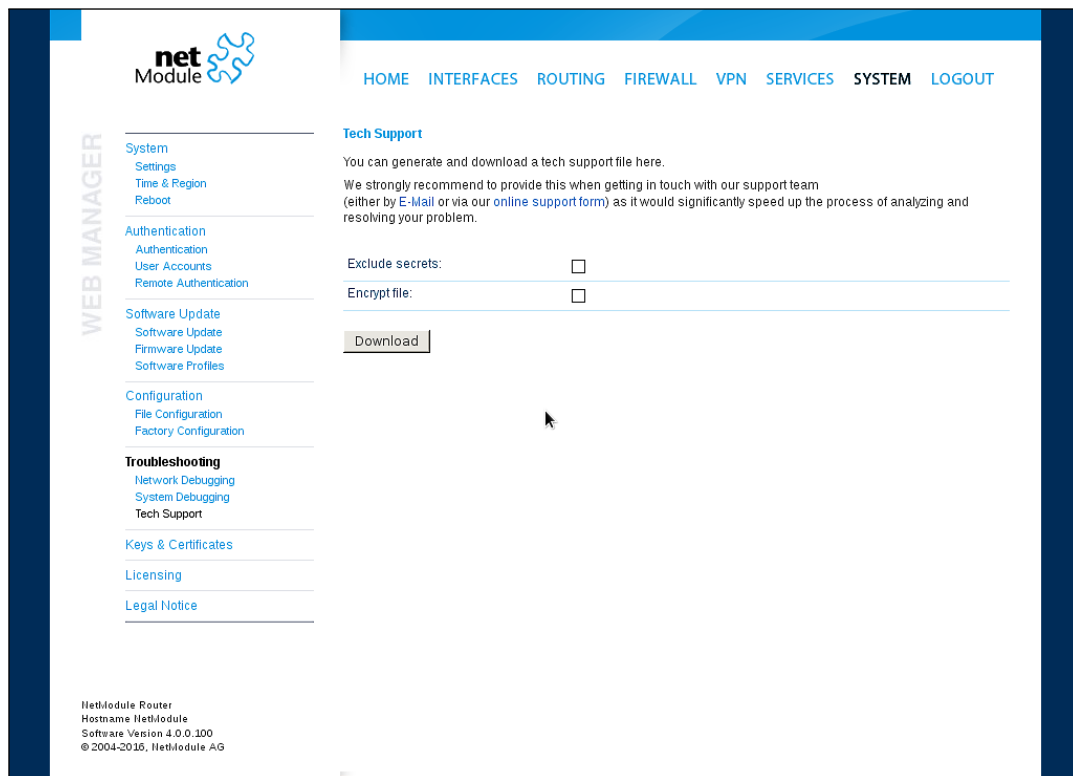 net
Module
HOME INTERFACES ROUTING FIREWALL VPN SERVICES SYSTEM LOGOUT
WEB MANAGER
System
Settings
Time & Region
Reboot
Authentication
Authentication
User Accounts
Remote Authentication
Software Update
Software Update
Firmware Update
Software Profiles
Configuration
File Configuration
Factory Configuration
Troubleshooting
Network Debugging
System Debugging
Tech Support
Keys & Certificates
Licensing
Legal Notice
Tech Support
You can generate and download a tech support file here.
We strongly recommend to provide this when getting in touch with our support team
(either by E-Mail or via our online support form) as it would significantly speed up the process of analyzing and
resolving your problem.
Exclude secrets:
Encrypt file:
Download
NetModule Router
Hostname NetModule
Software Version 4.0.0.100
© 2004-2016, NetModule AG